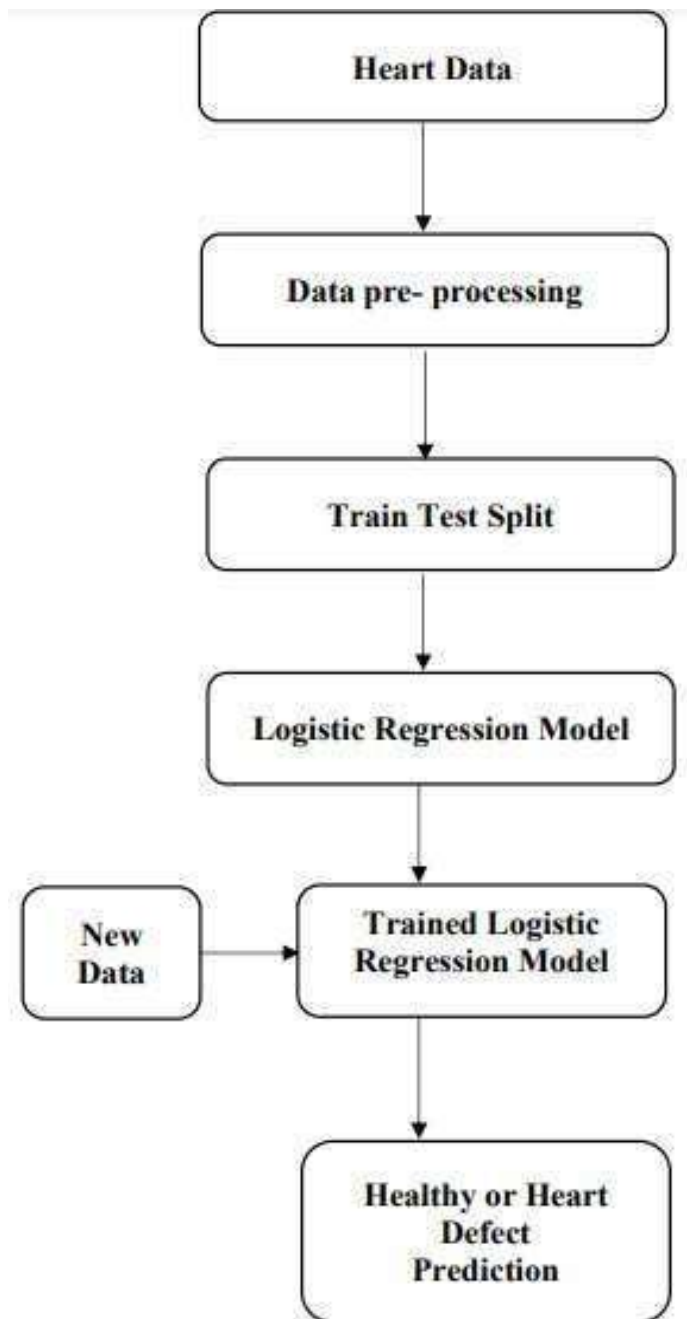 Heart Data
Data pre- processing
Train Test Split
Logistic Regression Model
New
Data
Trained Logistic
Regression Model
Healthy or Heart
Defect
Prediction